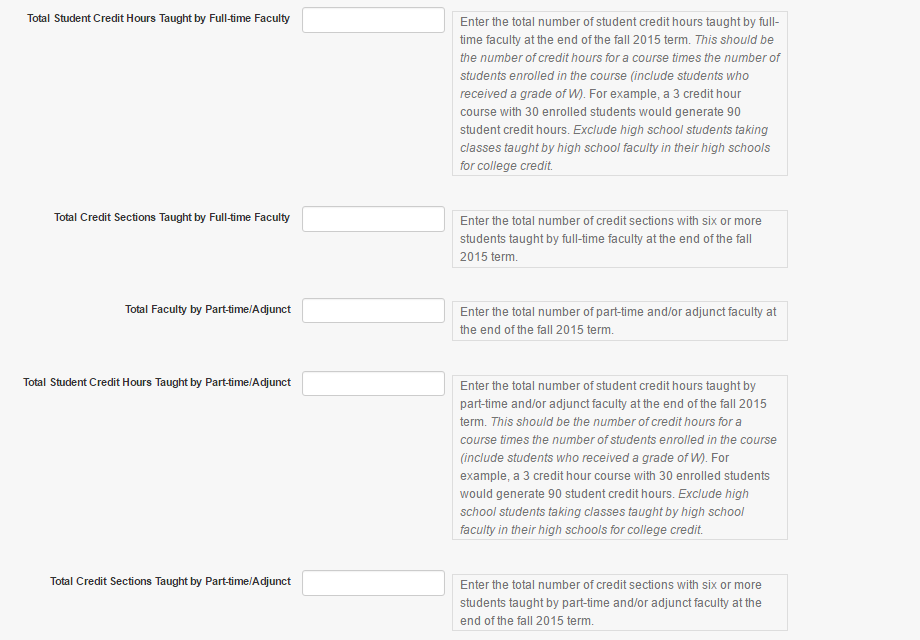 Total Student Credit Hours Taught by Full-time Faculty
Enter the total number of student credit hours taught by full-
time faculty at the end of the fall 2015 term. This should be
the number of credit hours for a course times the number of
students enrolled in the course (include students who
received a grade of W). For example, a 3 credit hour
course with 30 enrolled students would generate 90
student credit hours. Exclude high school students taking
classes taught by high school faculty in their high schools
for college credit.
Total Credit Sections Taught by Full-time Faculty
Enter the total number of credit sections with six or more
students taught by full-time faculty at the end of the fall
2015 term.
Total Faculty by Part-time/Adjunct
Enter the total number of part-time and/or adjunct faculty at
the end of the fall 2015 term.
Total Student Credit Hours Taught by Part-time/Adjunct
Enter the total number of student credit hours taught by
part-time and/or adjunct faculty at the end of the fall 2015
term. This should be the number of credit hours for a
course times the number of students enrolled in the course
(include students who received a grade of W). For
example, a 3 credit hour course with 30 enrolled students
would generate 90 student credit hours. Exclude high
school students taking classes taught by high school
faculty in their high schools for college credit.
Total Credit Sections Taught by Part-time/Adjunct
Enter the total number of credit sections with six or more
students taught by part-time and/or adjunct faculty at the
end of the fall 2015 term.